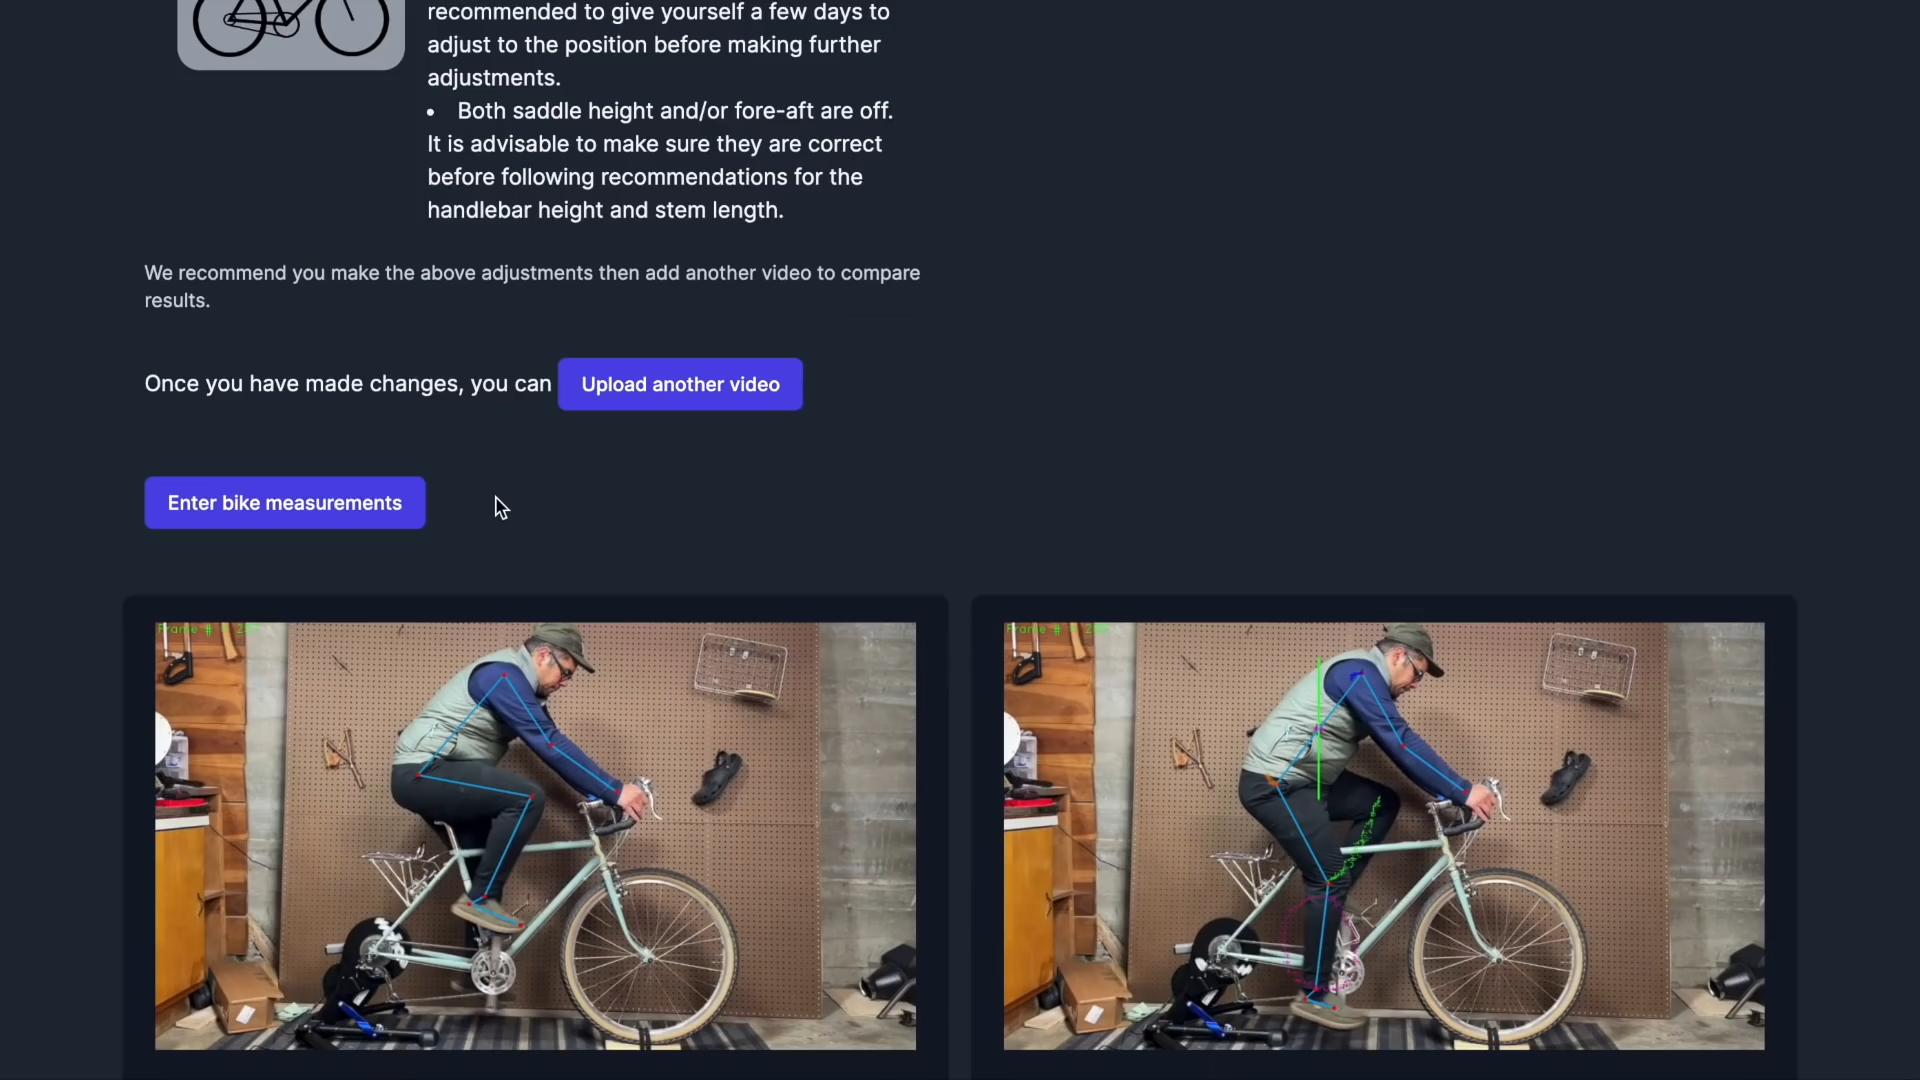 recommended to give yourself a few days to
adjust to the position before making further
adjustments.
• Both saddle height and/or fore-aft are off.
It is advisable to make sure they are correct
before following recommendations for the
handlebar height and stem length.
We recommend you make the above adjustments then add another video to compare
results.
Once you have made changes, you can Upload another video
Enter bike measurements
Frame #
Frame #